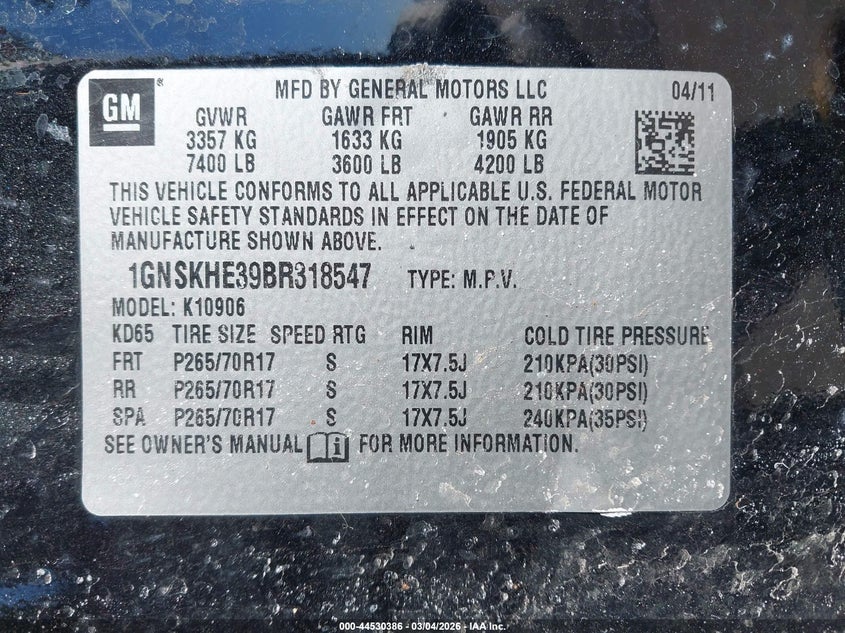 GM ® MFD BY GENERAL MOTORS LLC 04/11
GVWR GAWR FRT GAWR RR
3357 KG 1633 KG 1905 KG
7400 LB 3600 LB 4200 LB
THIS VEHICLE CONFORMS TO ALL APPLICABLE U.S. FEDERAL MOTOR
VEHICLE SAFETY STANDARDS IN EFFECT ON THE DATE OF
MANUFACTURE SHOWN ABOVE.
1GNSKHE39BR318547 TYPE: M.P.V.
MODEL: K10906
KD65 TIRE SIZE SPEED RTG RIM COLD TIRE PRESSURE
FRT P265/70R17 S 17X7.5J 210KPA(30PSI)
RR P265/70R17 S 17X7.5J 210KPA(30PSI)
SPA P265/70R17 S 17X7.5J 240KPA(35PSI)
SEE OWNER'S MANUAL i FOR MORE INFORMATION.
000-44530386 - 03/04/2026 - IAA Inc.